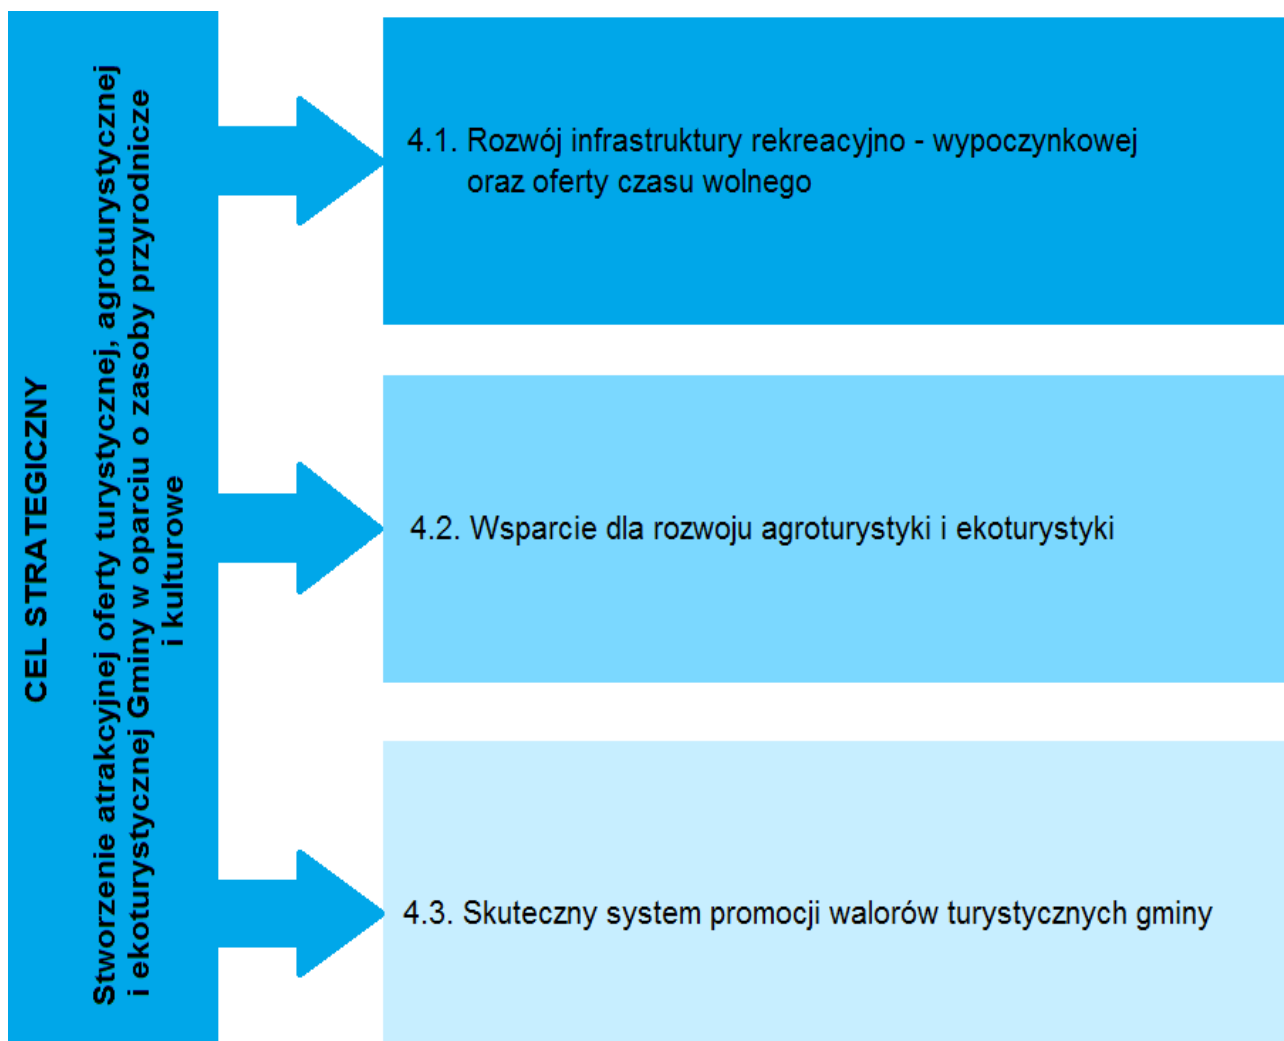 CEL STRATEGICZNY
Stworzenie atrakcyjnej oferty turystycznej, agroturystycznej
i ekoturystycznej Gminy w oparciu o zasoby przyrodnicze
i kulturowe
4.1. Rozwój infrastruktury rekreacyjno - wypoczynkowej
oraz oferty czasu wolnego
4.2. Wsparcie dla rozwoju agroturystyki i ekoturystyki
4.3. Skuteczny system promocji walorów turystycznych gminy